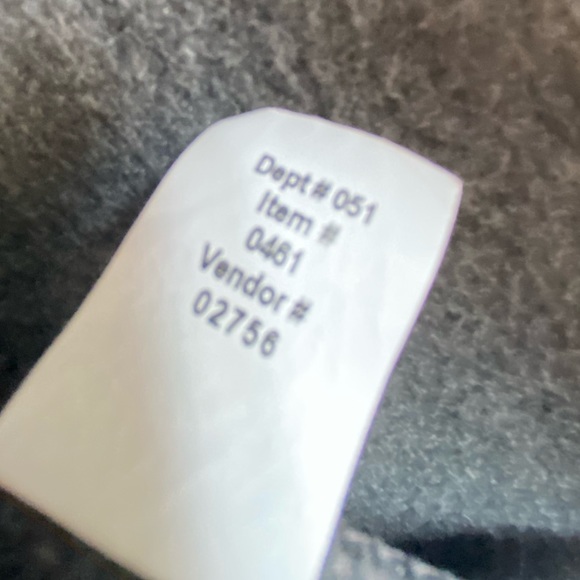 Dept # 051
Item #
0461
Vendor #
02756